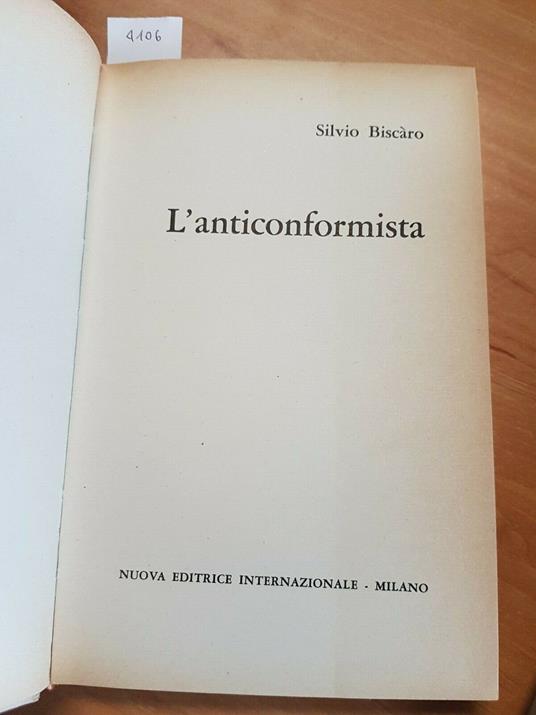 4106
Silvio Biscàro
L'anticonformista
NUOVA EDITRICE INTERNAZIONALE - MILANO